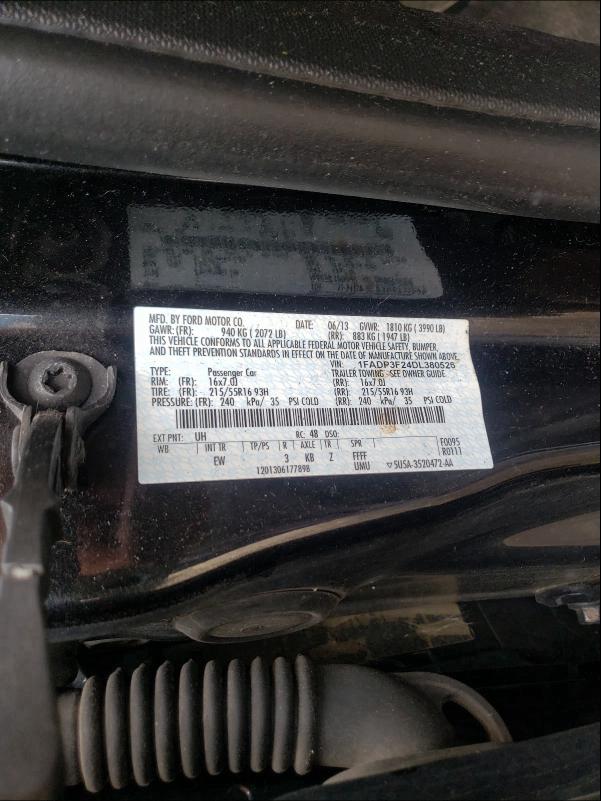 MFD. BY FORD MOTOR CO. DATE: 06/13 GVWR: 1810 KG ( 3990 LB)
GAWR:(FR): 940 KG ( 2072 LB) (RR): 883 KG ( 1947 LB)
THIS VEHICLE CONFORMS TO ALL APPLICABLE FEDERAL MOTOR VEHICLE SAFETY, BUMPER,
AND THEFT PREVENTION STANDARDS IN EFFECT ON THE DATE OF MANUFACTURE SHOWN ABOVE.
VIN: 1FADP3F24DL380526
TYPE: Passenger Car TRAILER TOWING - SEE OWNER GUIDE.
RIM: (FR): 16x7.0J (RR): 16x7.0J
TIRE: (FR): 215/55R16 93H (RR): 215/55R16 93H
PRESSURE: (FR): 240 kPa/ 35 PSI COLD (RR): 240 kPa/ 35 PSI COLD
EXT PNT: UH RC: 48 DSO: F0095
WB INT TR TP/PS R AXLE TR SPR R0111
EW 3 KB Z FFFF
UMU
12013061778​98 ▽ 5U5A-3520472-AA